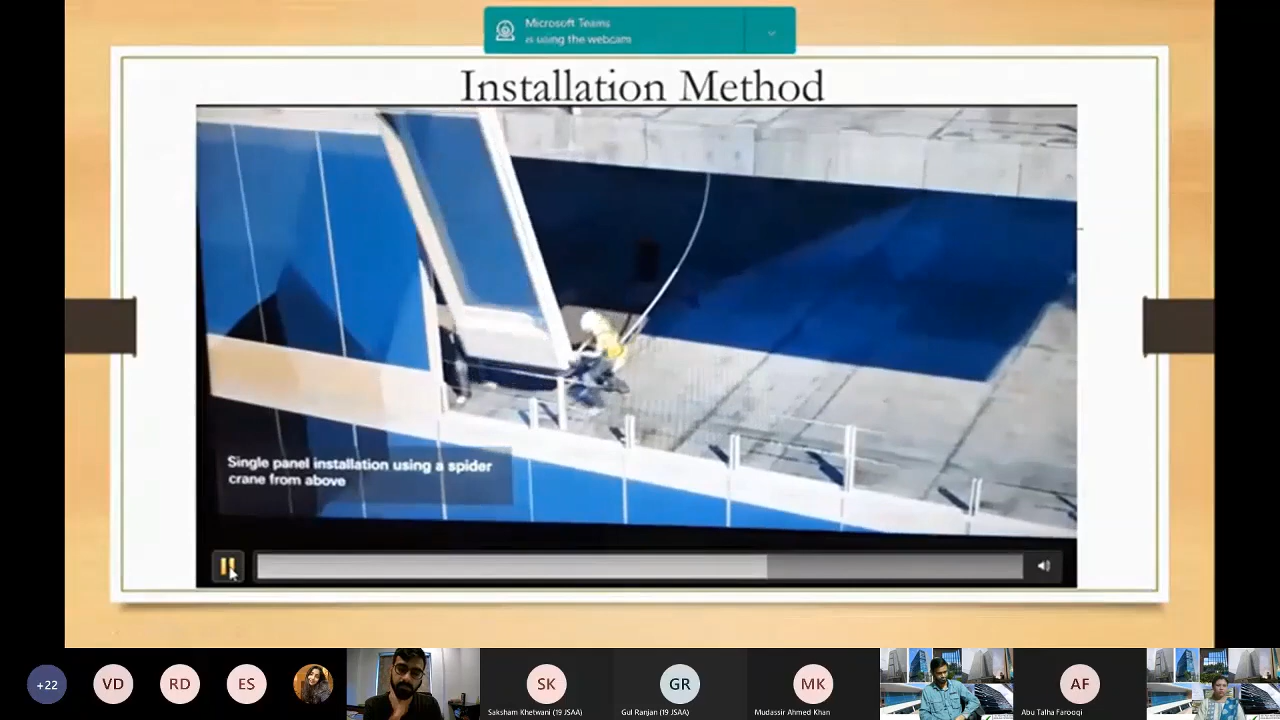 Microsoft Teams
is using the webcam
Installation Method
Single panel installation using a spider
crane from above
+22
VD
RD
ES
SK
Saksham Khetwani (19 JSAA)
GR
Gul Ranjan (19 JSAA)
MK
Mudassir Ahmed Khan
AF
Abu Talha Farooqi